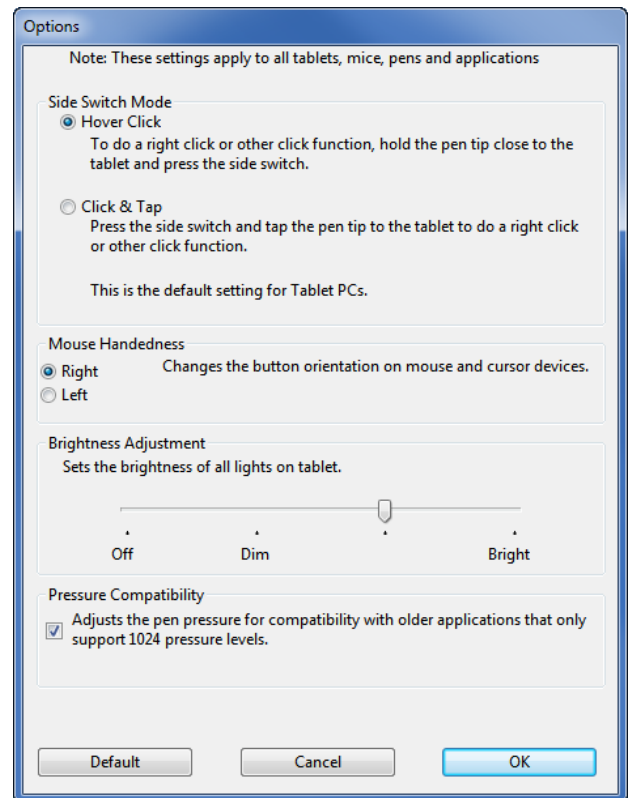 Options
Note: These settings apply to all tablets, mice, pens and applications
Side Switch Mode
Hover Click
To do a right click or other click function, hold the pen tip close to the
tablet and press the side switch.
Click & Tap
Press the side switch and tap the pen tip to the tablet to do a right click
or other click function.
This is the default setting for Tablet PCs.
Mouse Handedness
Right
Changes the button orientation on mouse and cursor devices.
Left
Brightness Adjustment
Sets the brightness of all lights on tablet.
Off Dim Bright
Pressure Compatibility
Adjusts the pen pressure for compatibility with older applications that only
support 1024 pressure levels.
Default Cancel OK